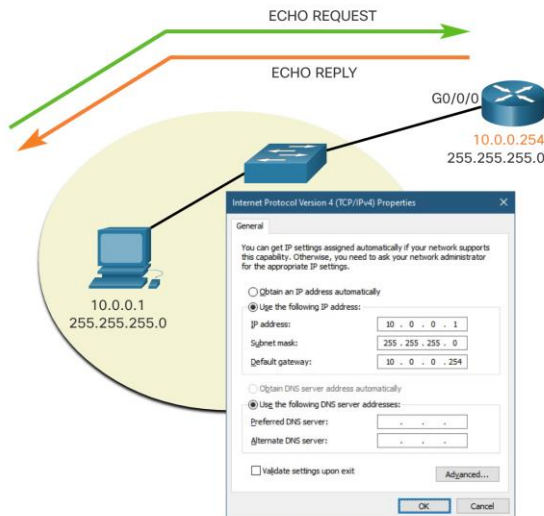 ECHO REQUEST
ECHO REPLY
G0/0/0
10.0.0.254
255.255.255.0
10.0.0.1
255.255.255.0
Internet Protocol Version 4 (TCP/IPv4) Properties
General
You can get IP settings assigned automatically if your network supports
this capability. Otherwise, you need to ask your network administrator
for the appropriate IP settings.
Obtain an IP address automatically
Use the following IP address:
IP address: 10 . 0 . 0 . 1
Subnet mask: 255 . 255 . 255 . 0
Default gateway: 10 . 0 . 0 . 254
Obtain DNS server address automatically
Use the following DNS server addresses:
Preferred DNS server: . . .
Alternate DNS server: . . .
Validate settings upon exit
Advanced...
OK Cancel